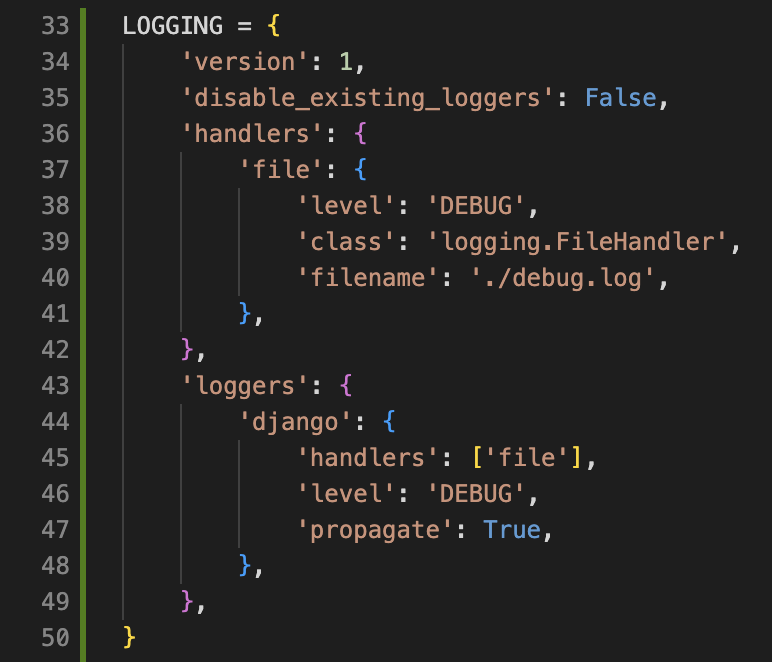 33 LOGGING = {
34     'version': 1,
35     'disable_existing_loggers': False,
36     'handlers': {
37         'file': {
38             'level': 'DEBUG',
39             'class': 'logging.FileHandler',
40             'filename': './debug.log',
41         },
42     },
43     'loggers': {
44         'django': {
45             'handlers': ['file'],
46             'level': 'DEBUG',
47             'propagate': True,
48         },
49     },
50 }